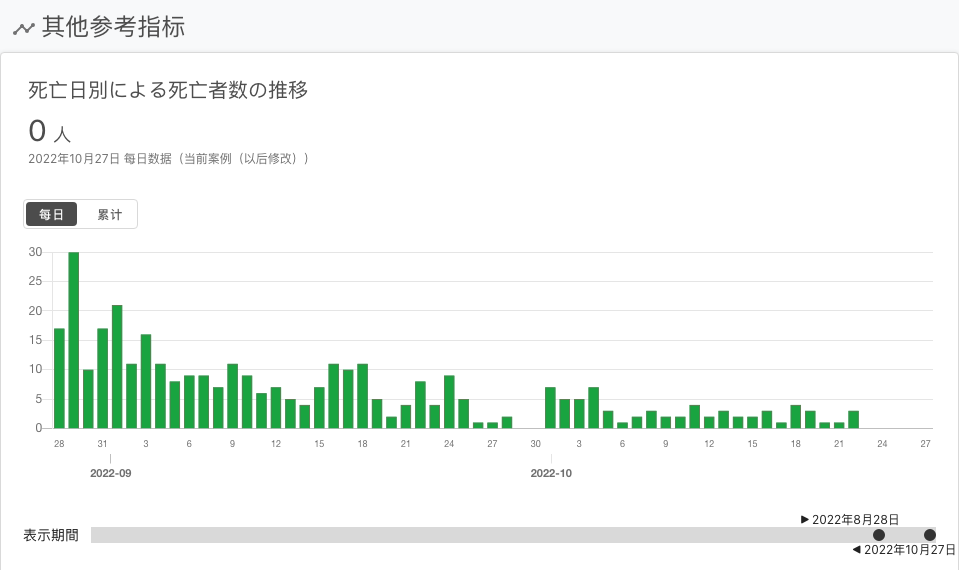 其他参考指标
死亡日別による死亡者数の推移
0 人
2022年10月27日 每日数据（当前案例（以后修改））
每日 累计
30
25
20
15
10
5
0
28 31 3 6 9 12 15 18 21 24 27 30 3 6 9 12 15 18 21 24 27
2022-09 2022-10
2022年8月28日
表示期間
2022年10月27日